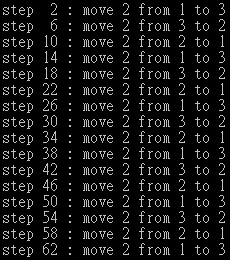 step  2 : move 2 from 1 to 3
step  6 : move 2 from 3 to 2
step 10 : move 2 from 2 to 1
step 14 : move 2 from 1 to 3
step 18 : move 2 from 3 to 2
step 22 : move 2 from 2 to 1
step 26 : move 2 from 1 to 3
step 30 : move 2 from 3 to 2
step 34 : move 2 from 2 to 1
step 38 : move 2 from 1 to 3
step 42 : move 2 from 3 to 2
step 46 : move 2 from 2 to 1
step 50 : move 2 from 1 to 3
step 54 : move 2 from 3 to 2
step 58 : move 2 from 2 to 1
step 62 : move 2 from 1 to 3